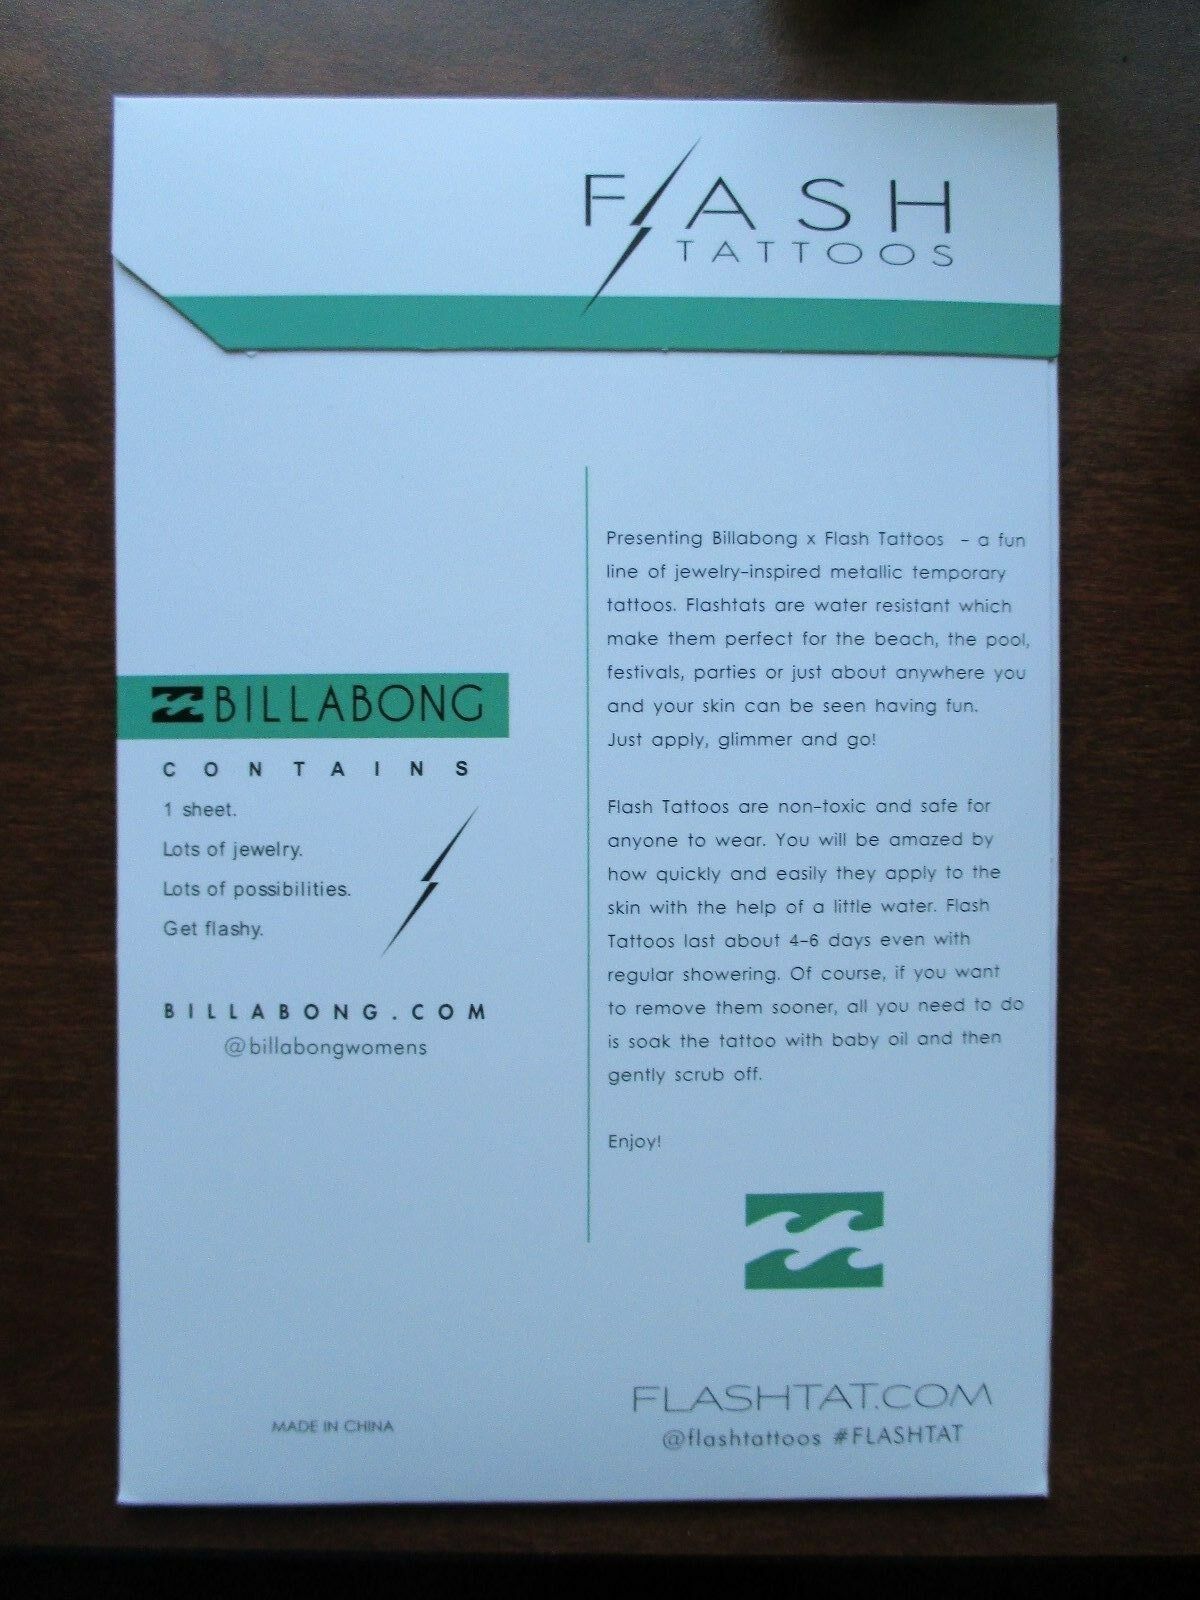 FLASH
TATTOOS
BILLABONG
CONTAINS
1 sheet.
Lots of jewelry.
Lots of possibilities.
Get flashy.
BILLABONG.COM
@billabongwomens
MADE IN CHINA
Presenting Billabong x Flash Tattoos - a fun
line of jewelry-inspired metallic temporary
tattoos. Flashtats are water resistant which
make them perfect for the beach, the pool,
festivals, parties or just about anywhere you
and your skin can be seen having fun.
Just apply, glimmer and go!
Flash Tattoos are non-toxic and safe for
anyone to wear. You will be amazed by
how quickly and easily they apply to the
skin with the help of a little water. Flash
Tattoos last about 4-6 days even with
regular showering. Of course, if you want
to remove them sooner, all you need to do
is soak the tattoo with baby oil and then
gently scrub off.
Enjoy!
FLASHTAT.COM
@flashtattoos #FLASHTAT